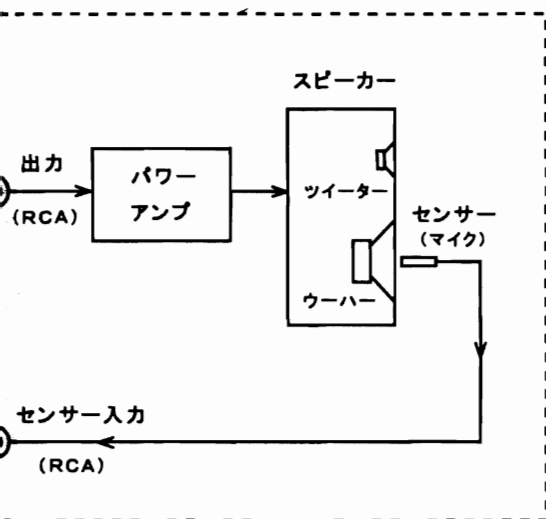 スピーカー
出力
(RCA)
パワー
アンプ
ツイーター
ウーハー
センサー
(マイク)
センサー入力
(RCA)